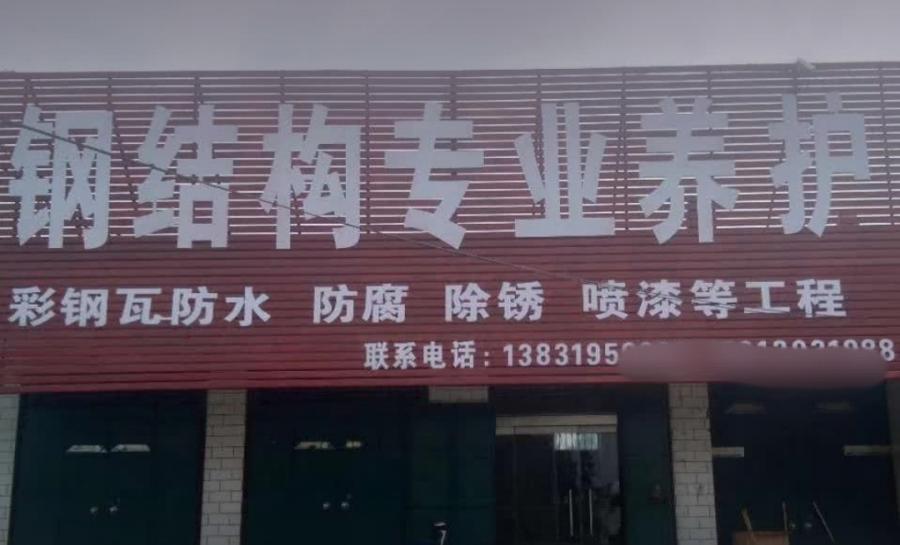 钢结构专业养护
彩钢瓦防水 防腐 除锈 喷漆等工程
联系电话：1383195